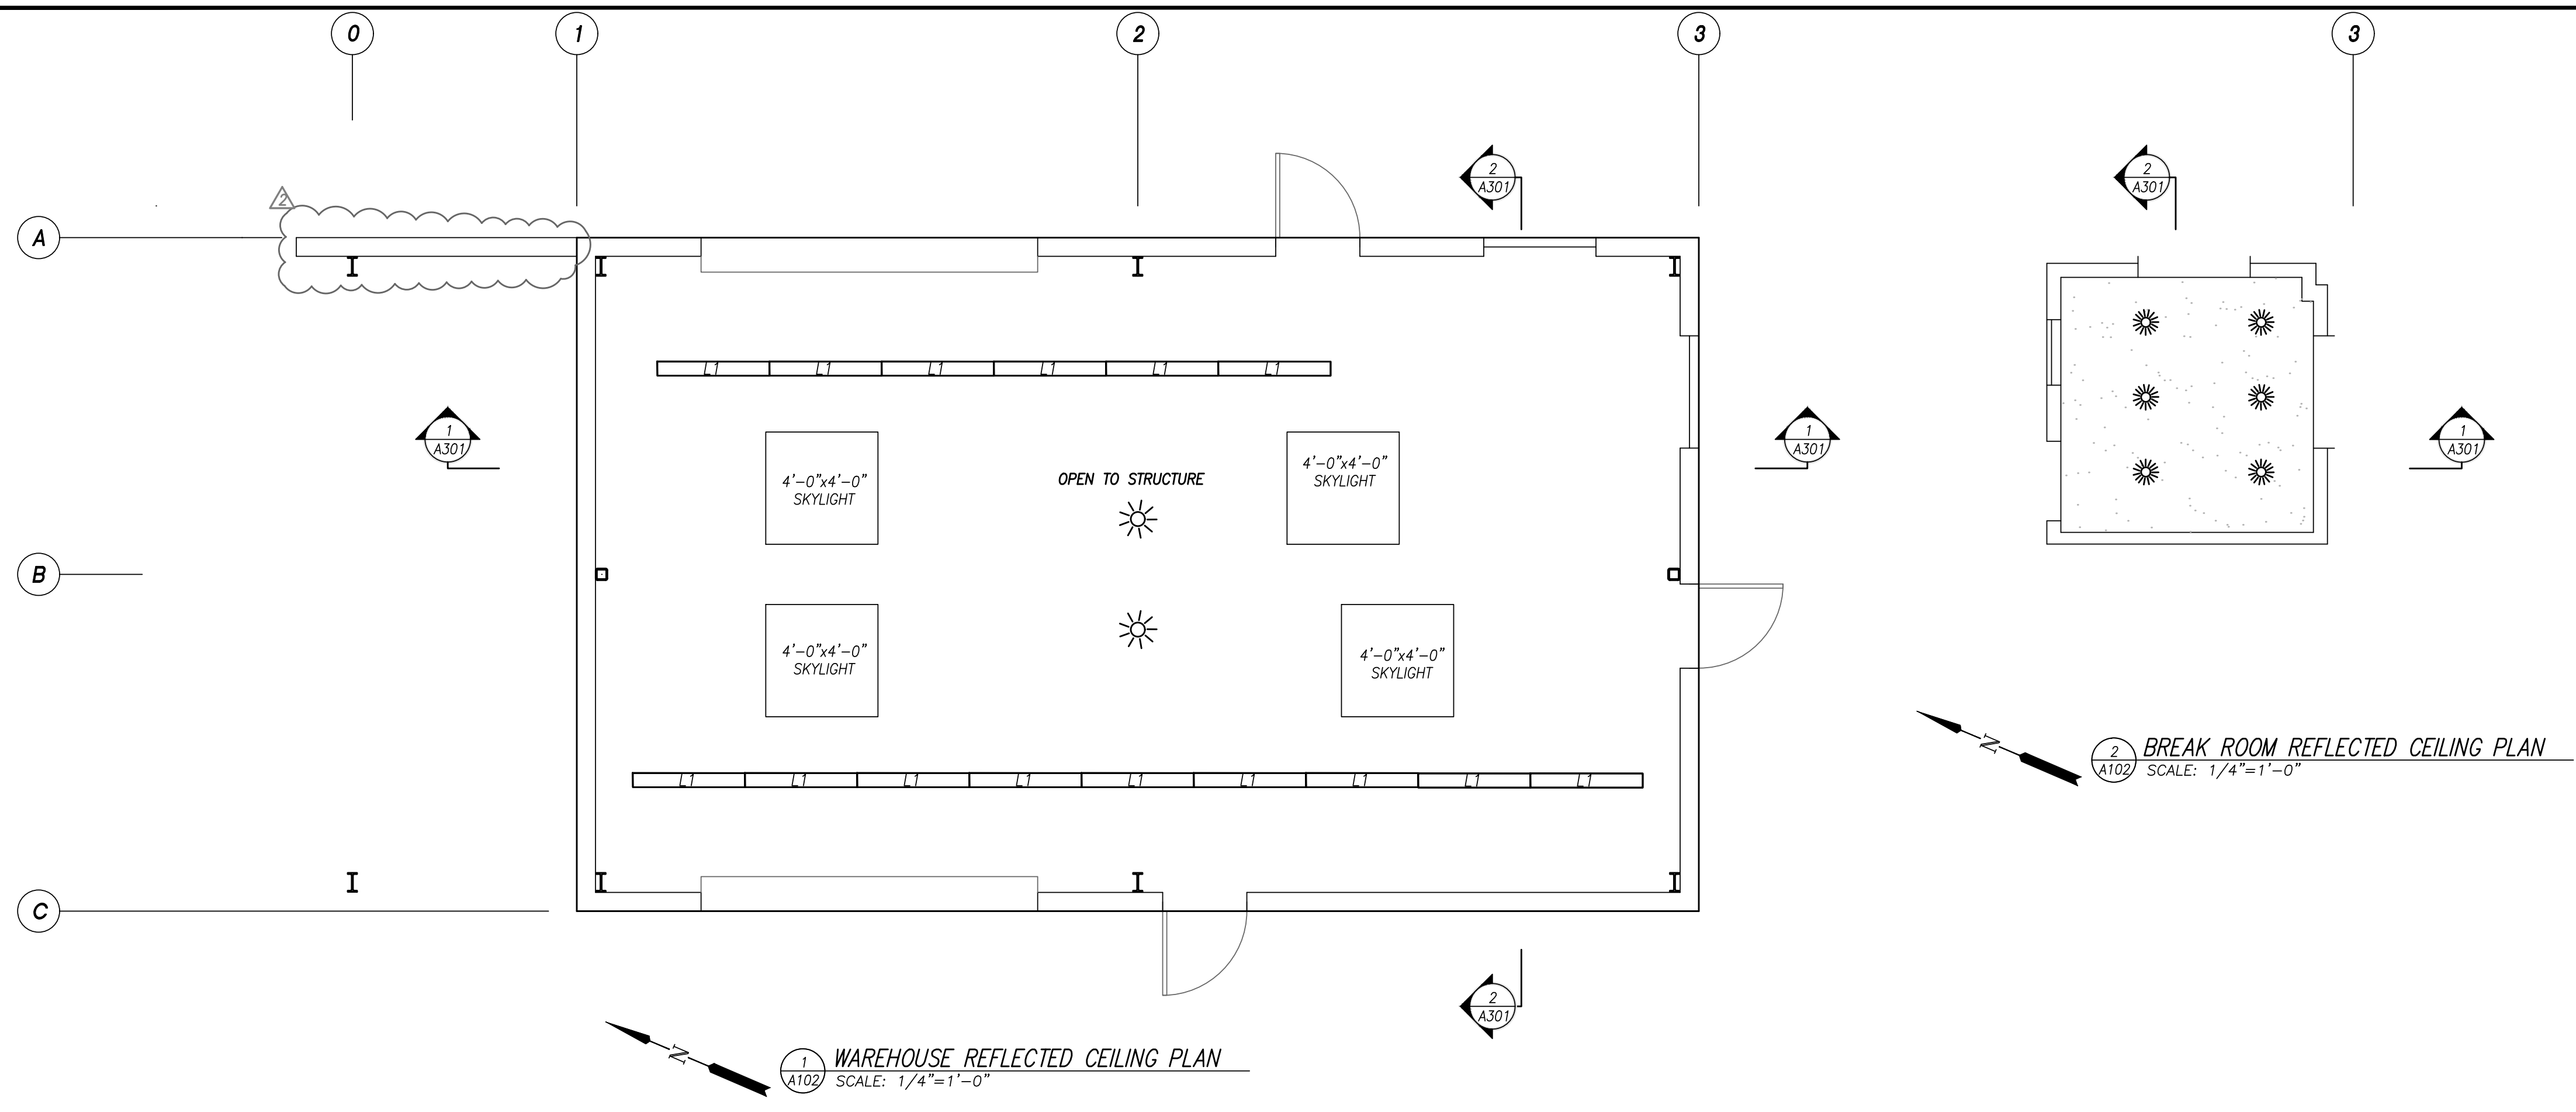 0
1
2
3
3
2
A301
2
A301
2
A
L1 L1 L1 L1 L1 L1
1
A301
1
A301
1
A301
4'-0"x4'-0"
SKYLIGHT
OPEN TO STRUCTURE
4'-0"x4'-0"
SKYLIGHT
B
4'-0"x4'-0"
SKYLIGHT
4'-0"x4'-0"
SKYLIGHT
N
2
A102
BREAK ROOM REFLECTED CEILING PLAN
SCALE: 1/4"=1'-0"
L1 L1 L1 L1 L1 L1 L1 L1 L1
C
2
A301
N
1
A102
WAREHOUSE REFLECTED CEILING PLAN
SCALE: 1/4"=1'-0"